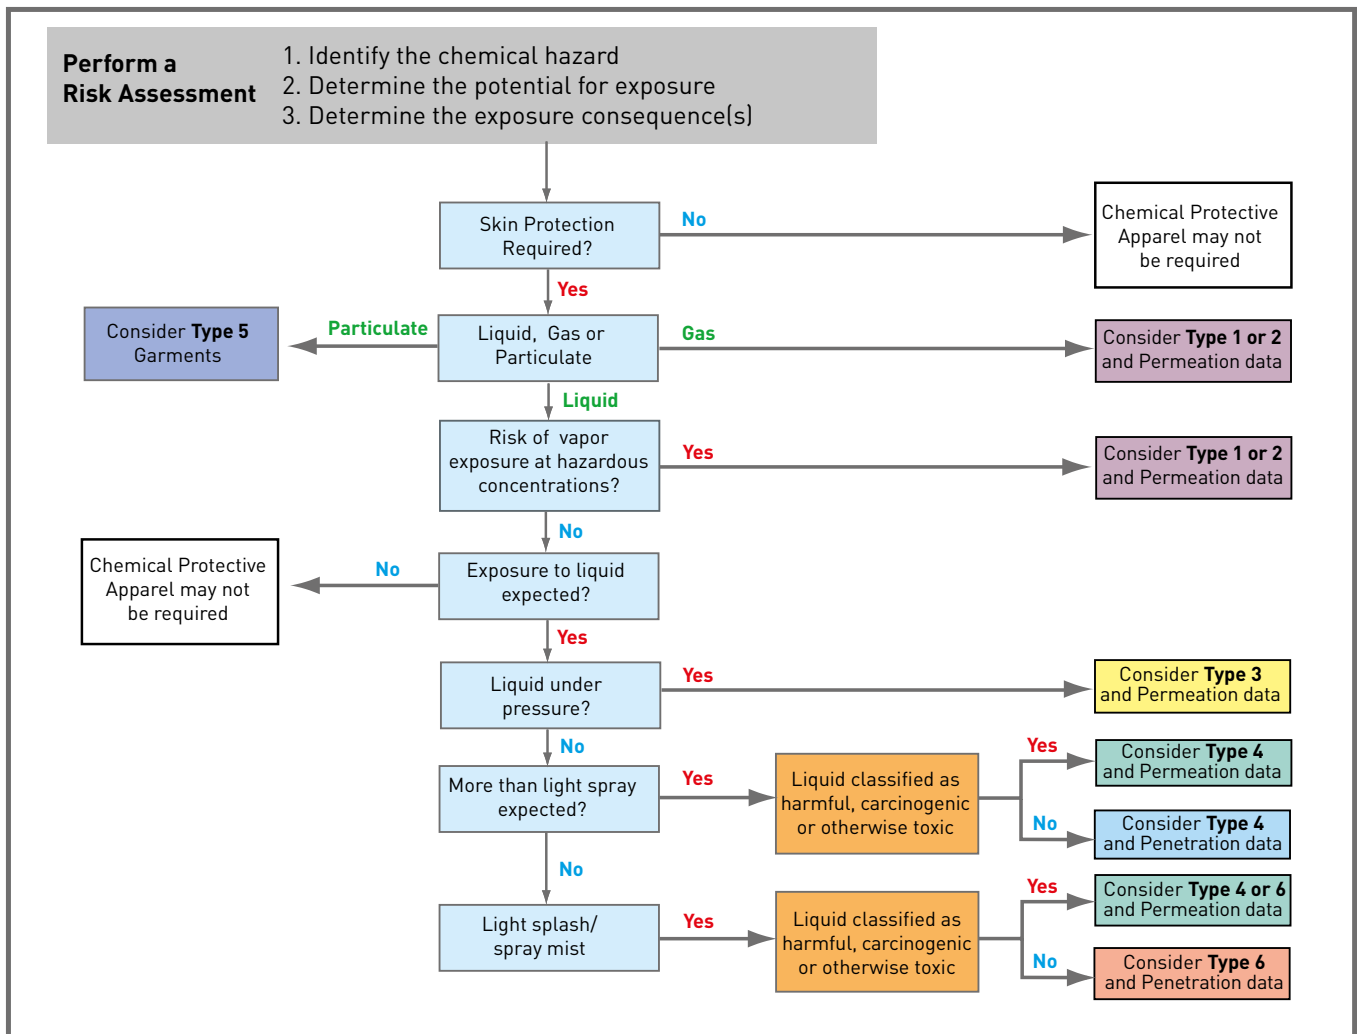 Perform a
Risk Assessment
1. Identify the chemical hazard
2. Determine the potential for exposure
3. Determine the exposure consequence(s)
Skin Protection
Required?
No
Chemical Protective
Apparel may not
be required
Yes
Consider Type 5
Garments
Particulate
Liquid, Gas or
Particulate
Gas
Consider Type 1 or 2
and Permeation data
Liquid
Risk of vapor
exposure at hazardous
concentrations?
Yes
Consider Type 1 or 2
and Permeation data
No
Chemical Protective
Apparel may not
be required
No
Exposure to liquid
expected?
Yes
Liquid under
pressure?
Yes
Consider Type 3
and Permeation data
No
More than light spray
expected?
Yes
Liquid classified as
harmful, carcinogenic
or otherwise toxic
Yes
Consider Type 4
and Permeation data
No
Consider Type 4
and Penetration data
No
Light splash/
spray mist
Yes
Liquid classified as
harmful, carcinogenic
or otherwise toxic
Yes
Consider Type 4 or 6
and Permeation data
No
Consider Type 6
and Penetration data